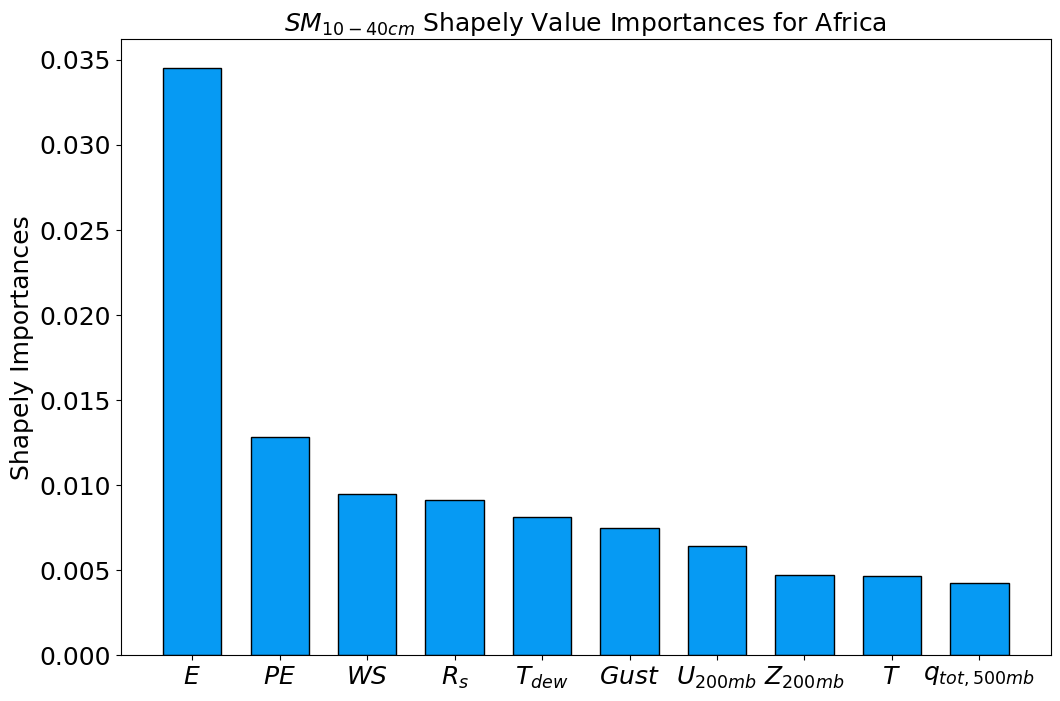 SM10−40cm Shapely Value Importances for Africa
0.035
0.030
0.025
0.020
0.015
0.010
0.005
0.000
Shapely Importances
E PE WS Rs Tdew Gust U200mb Z200mb T qtot, 500mb